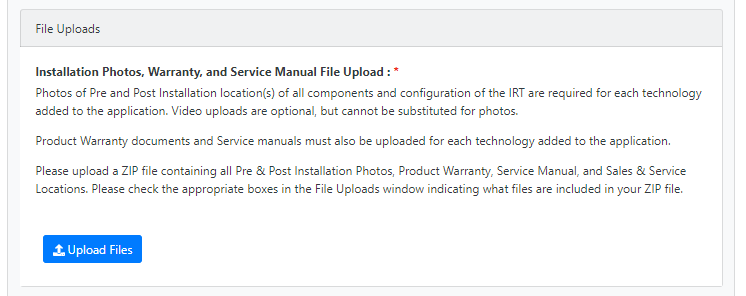 File Uploads
Installation Photos, Warranty, and Service Manual File Upload : *
Photos of Pre and Post Installation location(s) of all components and configuration of the IRT are required for each technology
added to the application. Video uploads are optional, but cannot be substituted for photos.
Product Warranty documents and Service manuals must also be uploaded for each technology added to the application.
Please upload a ZIP file containing all Pre & Post Installation Photos, Product Warranty, Service Manual, and Sales & Service
Locations. Please check the appropriate boxes in the File Uploads window indicating what files are included in your ZIP file.
Upload Files